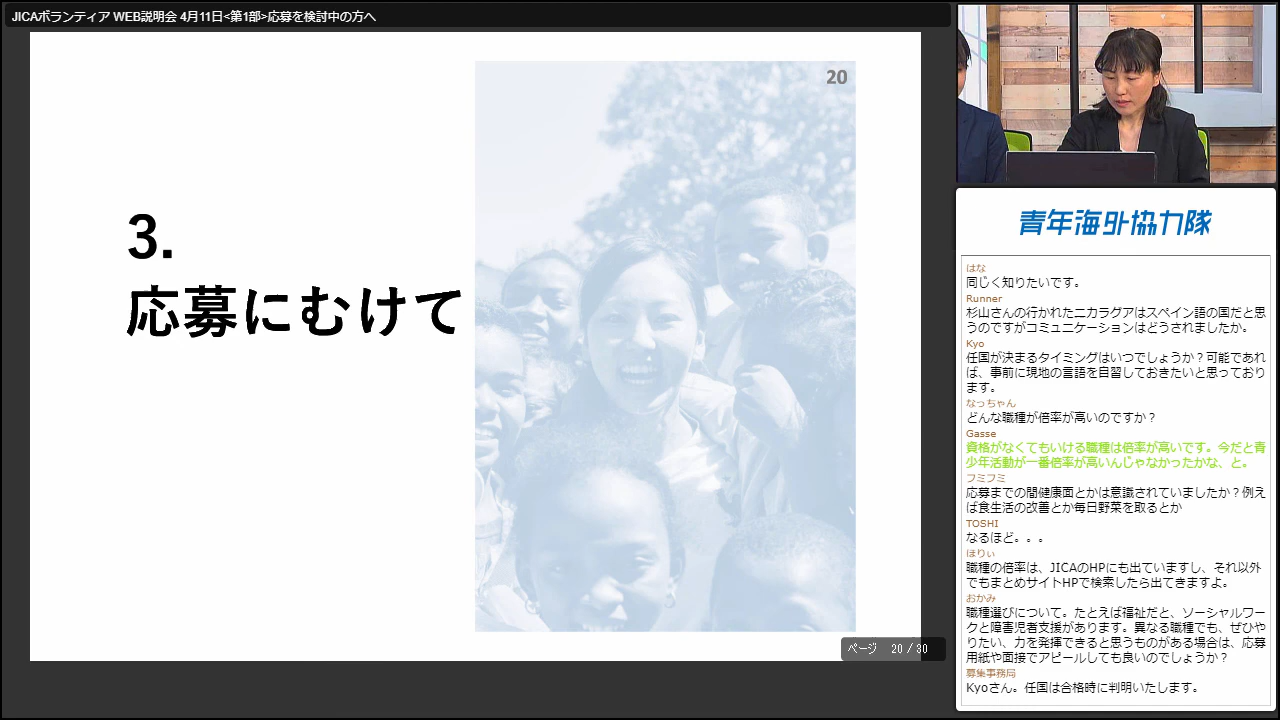 JICAボランティア WEB説明会 4月11日<第1部>応募を検討中の方へ
20
3.
応募にむけて
ページ 20 / 30
青年海外協力隊
はな
同じく知りたいです。
Runner
杉山さんの行かれたニカラグアはスペイン語の国だと思
うのですがコミュニケーションはどうされましたか。
Kyo
任国が決まるタイミングはいつでしょうか？可能であれ
ば、事前に現地の言語を自習しておきたいと思っており
ます。
なっちゃん
どんな職種が倍率が高いのですか？
Gasse
資格がなくてもいける職種は倍率が高いです。今だと青
少年活動が一番倍率が高いんじゃなかったかな、と。
フミフミ
応募までの間健康面とかは意識されていましたか？例え
ば食生活の改善とか毎日野菜を取るとか
TOSHI
なるほど。。。
ほりぃ
職種の倍率は、JICAのHPにも出ていますし、それ以外
でもまとめサイトHPで検索したら出てきますよ。
おかみ
職種選びについて。たとえば福祉だと、ソーシャルワー
クと障害児者支援があります。異なる職種でも、ぜひや
りたい、力を発揮できると思うものがある場合は、応募
用紙や面接でアピールしても良いのでしょうか？
募集事務局
Kyoさん。任国は合格時に判明いたします。